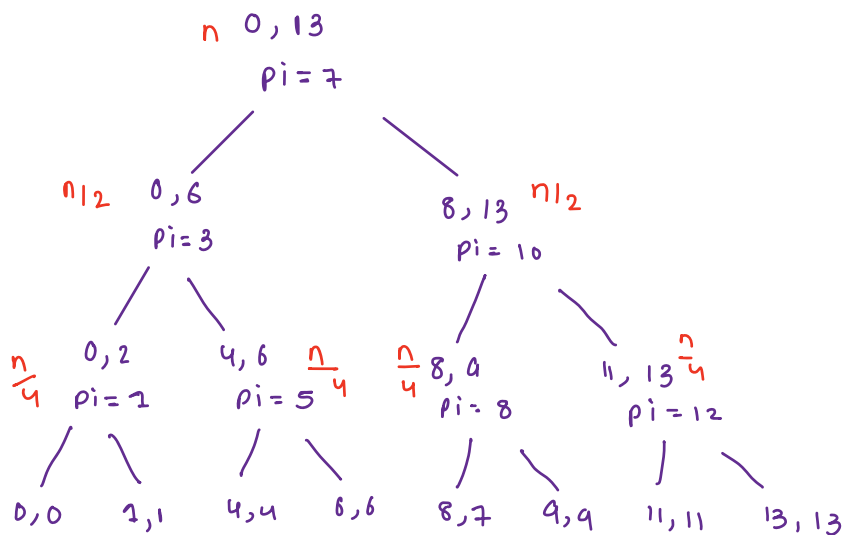 n 0, 13
Pi = 7
n/2 0, 6
8, 13 n/2
Pi = 3
Pi = 10
n/4 0, 2
4, 6 n/4
n/4 8, 9
11, 13 n/4
Pi = 1
Pi = 5
Pi = 8
Pi = 12
0, 0
1, 1
4, 4
6, 6
8, 7
9, 9
11, 11
13, 13